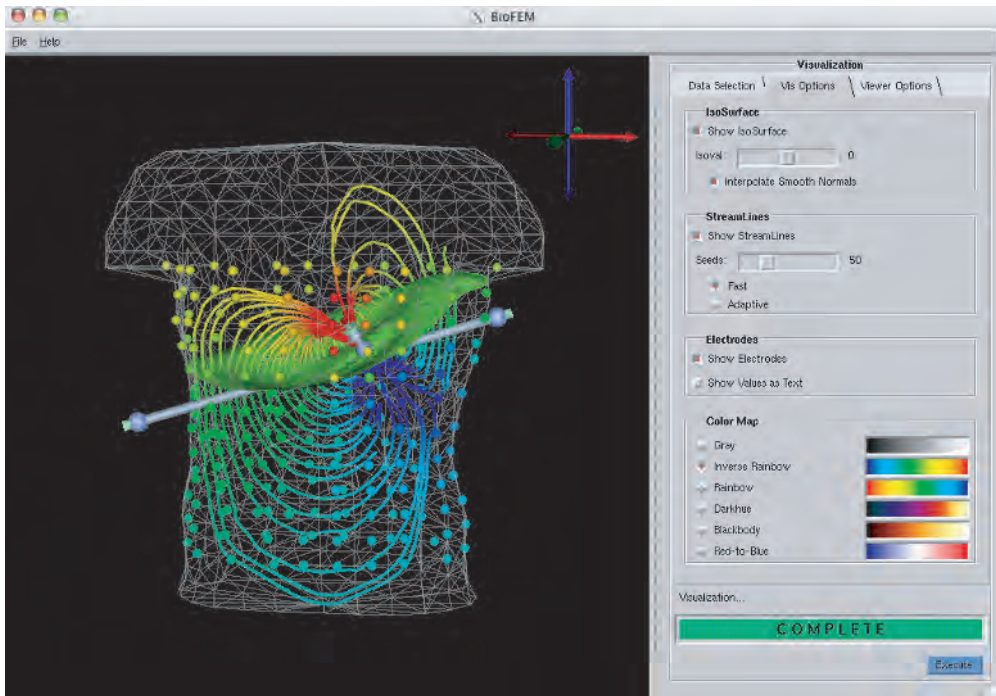 BioFEM
File Help
Visualization
Data Selection Vis Options Viewer Options
IsoSurface
Show IsoSurface
Isoval: 0
Interpolate Smooth Normals
StreamLines
Show StreamLines
Seeds: 50
Fast
Adaptive
Electrodes
Show Electrodes
Show Values as Text
Color Map
Gray
Inverse Rainbow
Rainbow
Darkhue
Blackbody
Red-to-Blue
Visualization...
COMPLETE
Execute